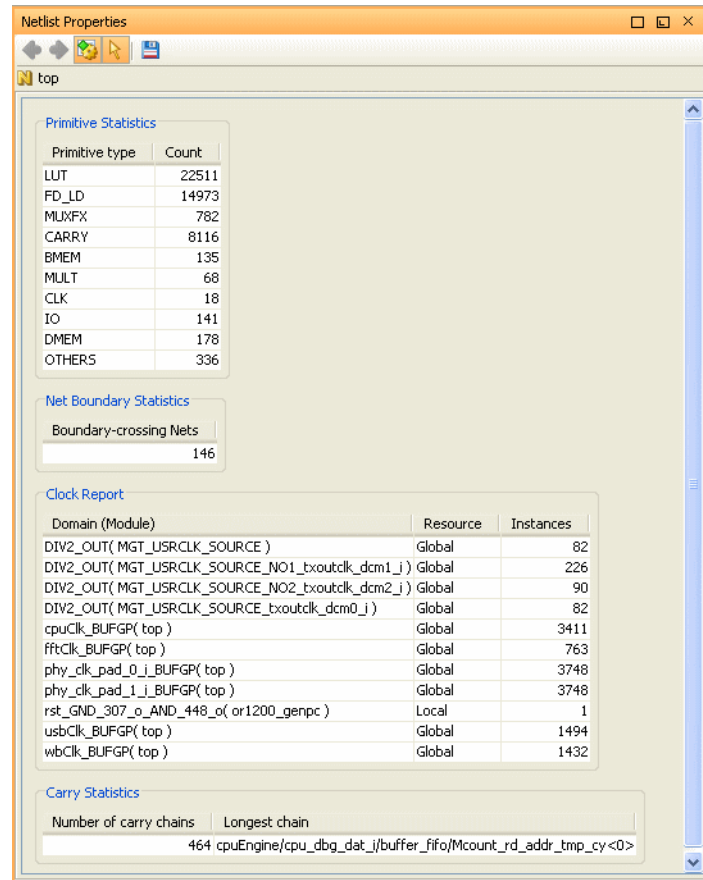 Netlist Properties
top
Primitive Statistics
Primitive type Count
LUT 22511
FD_LD 14973
MUXFX 782
CARRY 8116
BMEM 135
MULT 68
CLK 18
IO 141
DMEM 178
OTHERS 336
Net Boundary Statistics
Boundary-crossing Nets
146
Clock Report
Domain (Module) Resource Instances
DIV2_OUT( MGT_USRCLK_SOURCE ) Global 82
DIV2_OUT( MGT_USRCLK_SOURCE_NO1_txoutclk_dcm1_i ) Global 226
DIV2_OUT( MGT_USRCLK_SOURCE_NO2_txoutclk_dcm2_i ) Global 90
DIV2_OUT( MGT_USRCLK_SOURCE_txoutclk_dcm0_i ) Global 82
cpuClk_BUFGP( top ) Global 3411
fftClk_BUFGP( top ) Global 763
phy_clk_pad_0_i_BUFGP( top ) Global 3748
phy_clk_pad_1_i_BUFGP( top ) Global 3748
rst_GND_307_o_AND_448_o( or1200_genpc ) Local 1
usbClk_BUFGP( top ) Global 1494
wbClk_BUFGP( top ) Global 1432
Carry Statistics
Number of carry chains Longest chain
464 cpuEngine/cpu_dbg_dat_i/buffer_fifo/Mcount_rd_addr_tmp_cy<0>